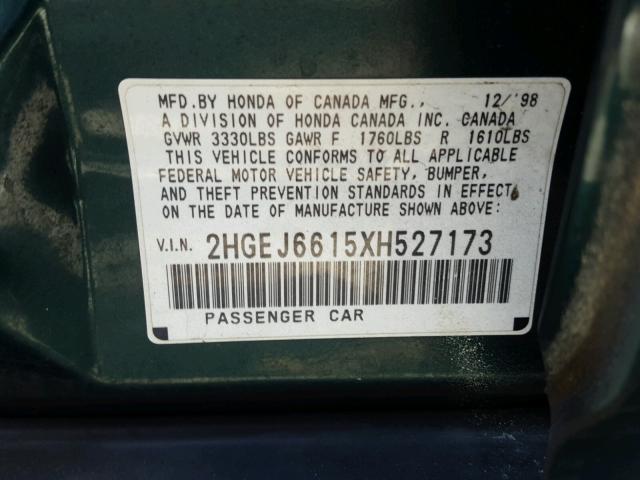 MFD.BY HONDA OF CANADA MFG., 12/'98
A DIVISION OF HONDA CANADA INC. CANADA
GVWR 3330LBS GAWR F 1760LBS R 1610LBS
THIS VEHICLE CONFORMS TO ALL APPLICABLE
FEDERAL MOTOR VEHICLE SAFETY, BUMPER,
AND THEFT PREVENTION STANDARDS IN EFFECT
ON THE DATE OF MANUFACTURE SHOWN ABOVE:
V.I.N. 2HGEJ6615XH527173
PASSENGER CAR